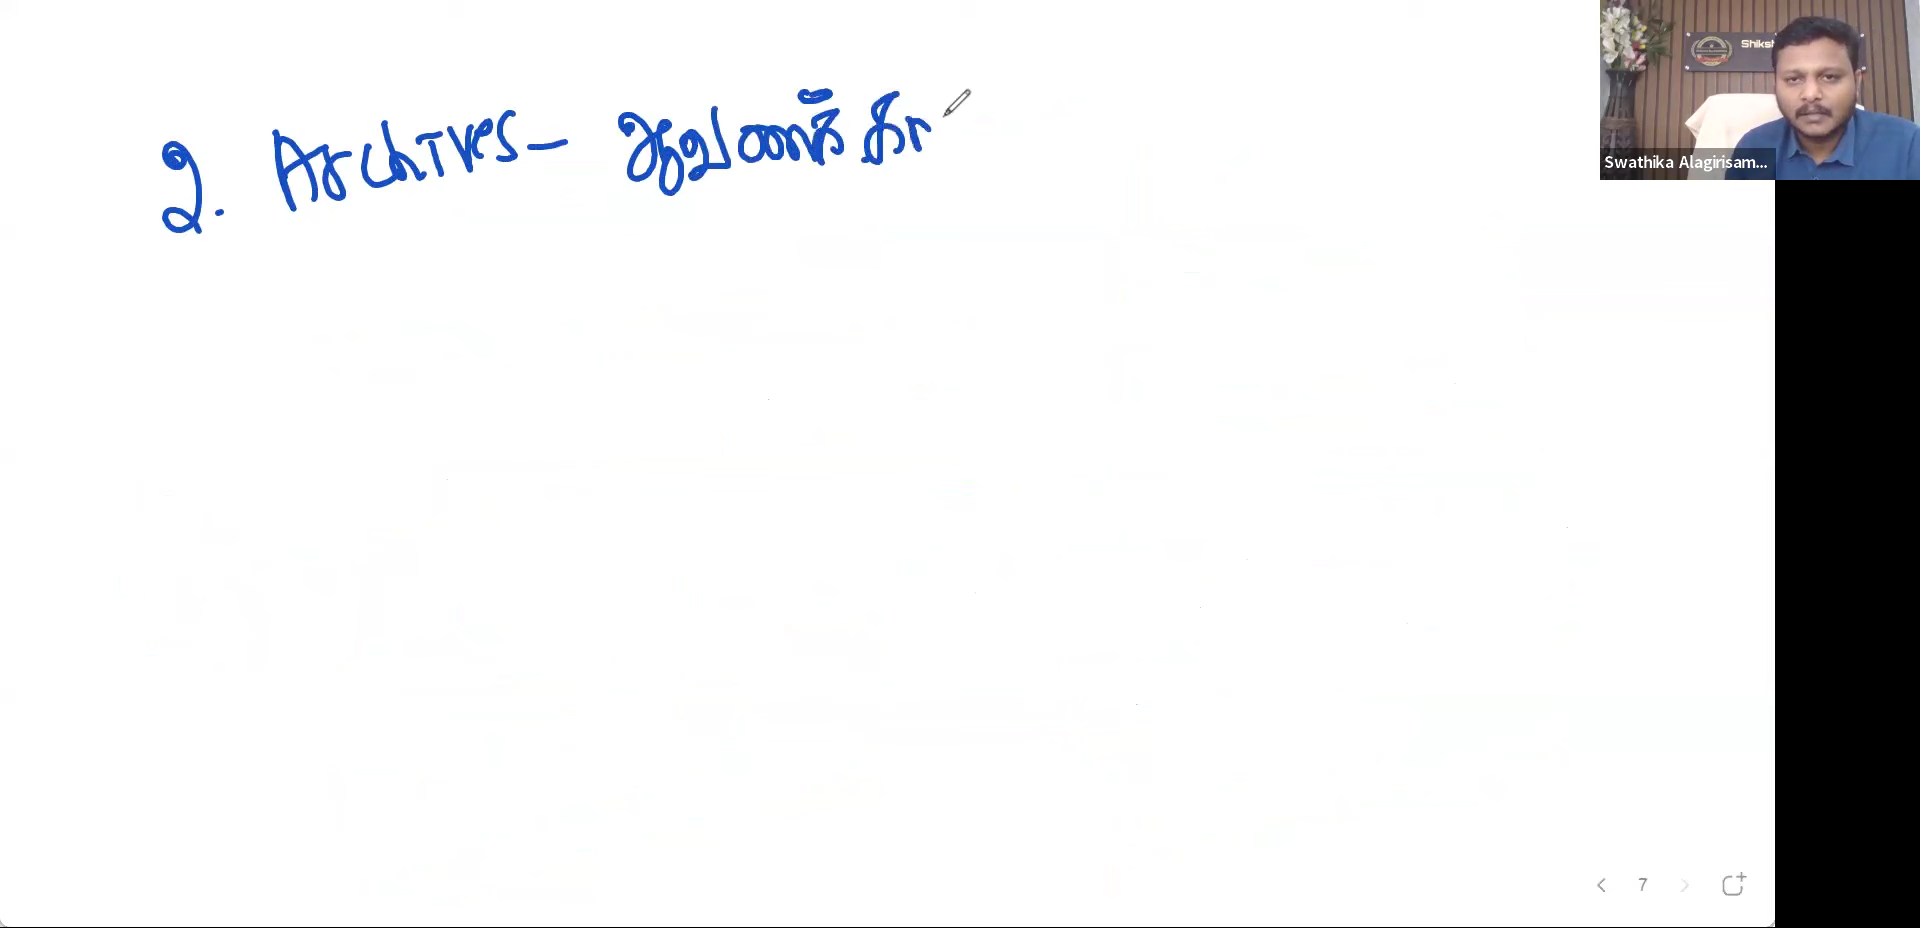 Shiksh
2. Archives - ஆவணக் கா
Swathika Alagirisam...
7